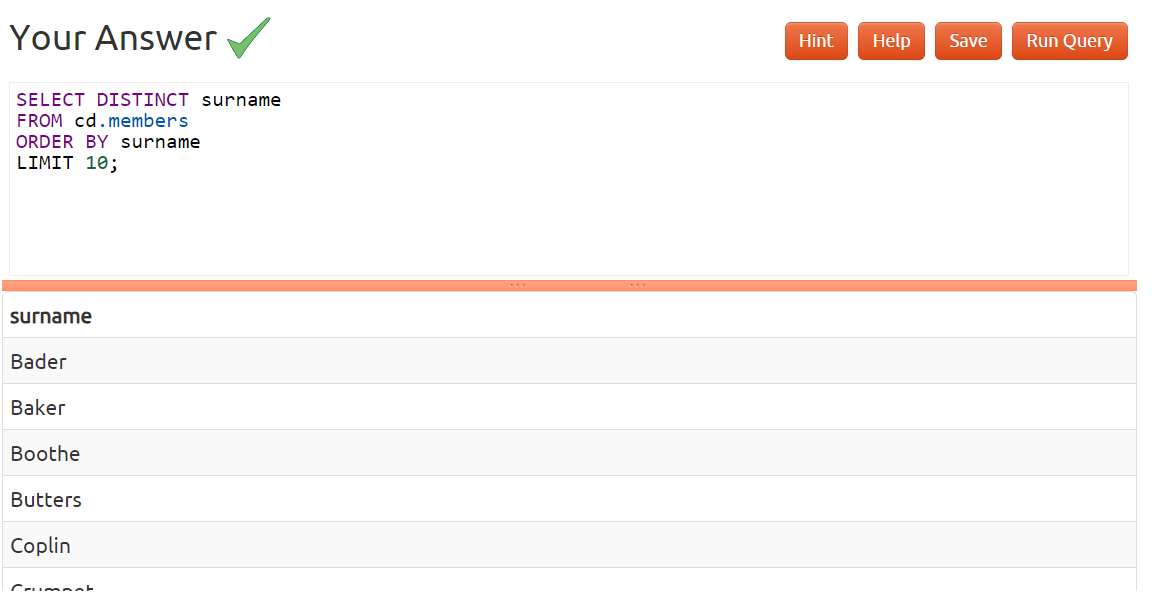 Your Answer
Hint Help Save Run Query
SELECT DISTINCT surname
FROM cd.members
ORDER BY surname
LIMIT 10;
surname
Bader
Baker
Boothe
Butters
Coplin
Crumpet